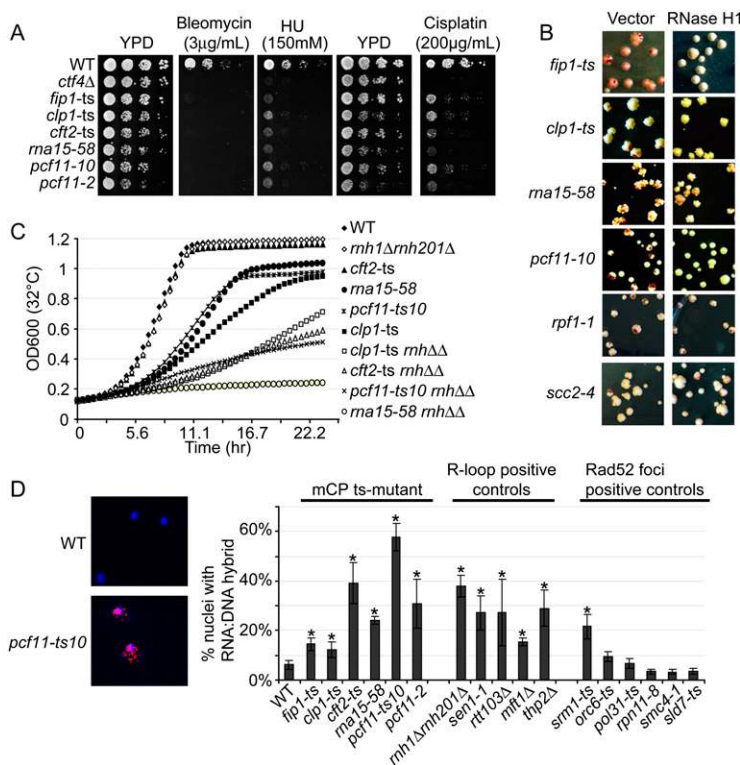 A
YPD
Bleomycin
(3µg/mL)
HU
(150mM)
YPD
Cisplatin
(200µg/mL)
WT
ctf4Δ
fip1-ts
clp1-ts
cft2-ts
rna15-58
pcf11-10
pcf11-2
B
Vector
RNase H1
fip1-ts
clp1-ts
rna15-58
pcf11-10
rpf1-1
scc2-4
C
OD600 (32°C)
1.2
1
0.8
0.6
0.4
0.2
0
0
5.6
11.1
16.7
22.2
Time (hr)
WT
rnh1Δrnh201Δ
cft2-ts
rna15-58
pcf11-ts10
clp1-ts
clp1-ts rnhΔΔ
cft2-ts rnhΔΔ
pcf11-ts10 rnhΔΔ
rna15-58 rnhΔΔ
D
WT
pcf11-ts10
mCP ts-mutant
R-loop positive
controls
Rad52 foci
positive controls
% nuclei with
RNA:DNA hybrid
60%
40%
20%
0%
* * * * * * * * * * * *
WT
fip1-ts
clp1-ts
cft2-ts
rna15-58
pcf11-ts10
pcf11-2
rnh1Δrnh201Δ
sen1-1
rtt103Δ
mft1Δ
thp2Δ
srm1-ts
orc6-ts
pol31-ts
rpn11-8
smc4-1
sld7-ts